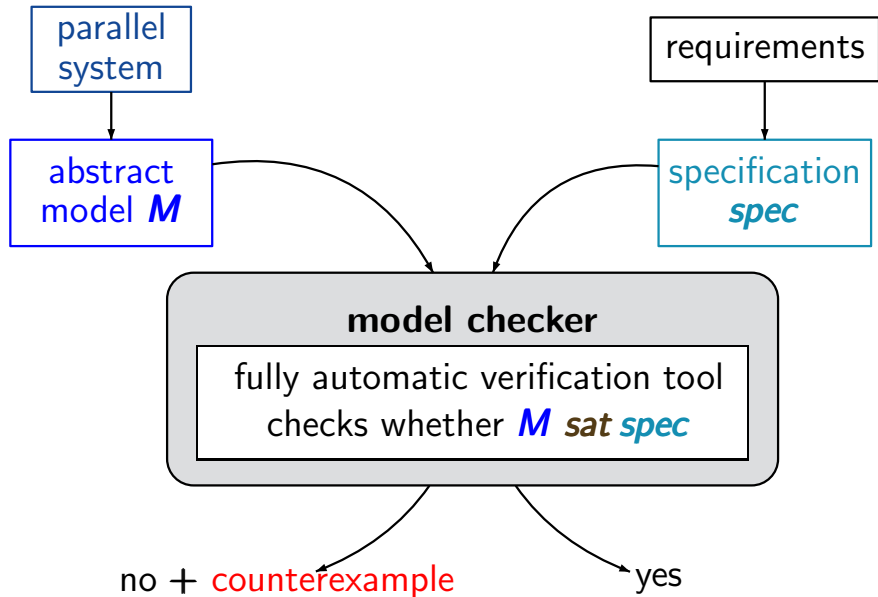 parallel
system
requirements
abstract
model M
specification
spec
model checker
fully automatic verification tool
checks whether M sat spec
no + counterexample
yes